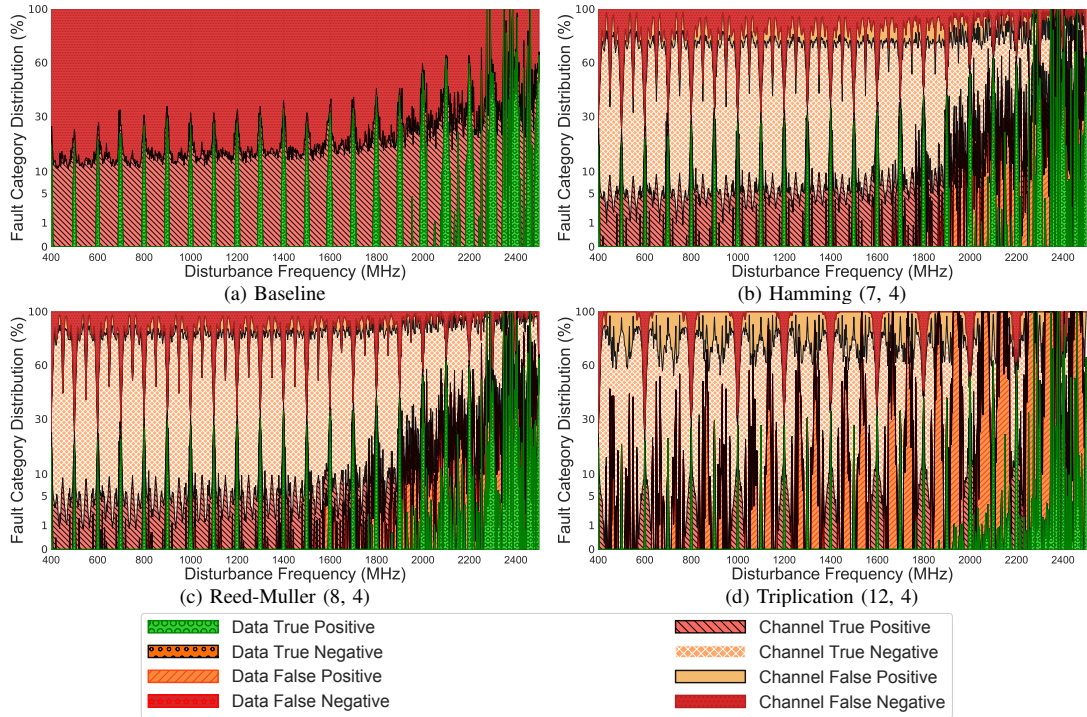 Fault Category Distribution (%)
100
60
30
10
5
1
0
400 600 800 1000 1200 1400 1600 1800 2000 2200 2400
Disturbance Frequency (MHz)
(a) Baseline
Fault Category Distribution (%)
100
60
30
10
5
1
0
400 600 800 1000 1200 1400 1600 1800 2000 2200 2400
Disturbance Frequency (MHz)
(b) Hamming (7, 4)
Fault Category Distribution (%)
100
60
30
10
5
1
0
400 600 800 1000 1200 1400 1600 1800 2000 2200 2400
Disturbance Frequency (MHz)
(c) Reed-Muller (8, 4)
Fault Category Distribution (%)
100
60
30
10
5
1
0
400 600 800 1000 1200 1400 1600 1800 2000 2200 2400
Disturbance Frequency (MHz)
(d) Triplication (12, 4)
Data True Positive
Data True Negative
Data False Positive
Data False Negative
Channel True Positive
Channel True Negative
Channel False Positive
Channel False Negative